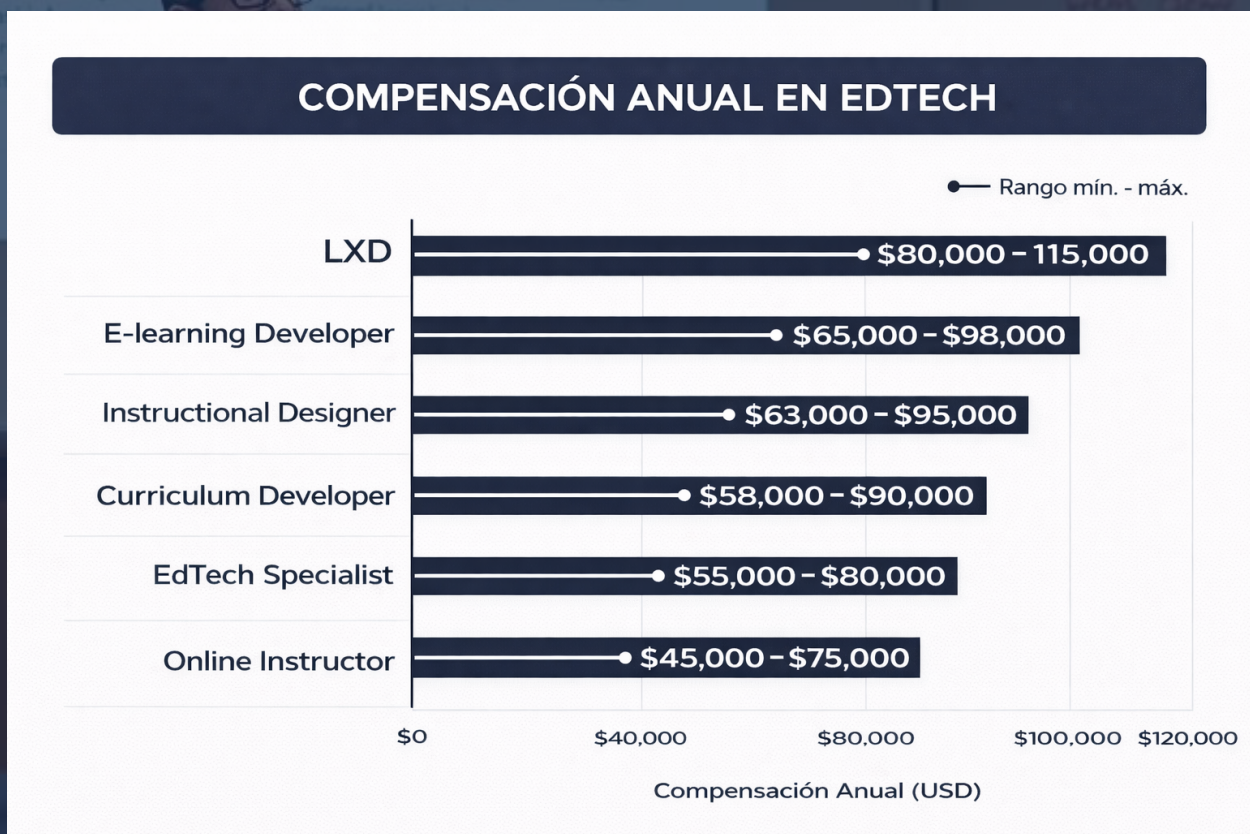 COMPENSACIÓN ANUAL EN EDTECH
Rango mín. - máx.
LXD $80,000 – 115,000
E-learning Developer $65,000 – $98,000
Instructional Designer $63,000 – $95,000
Curriculum Developer $58,000 – $90,000
EdTech Specialist $55,000 – $80,000
Online Instructor $45,000 – $75,000
$0 $40,000 $80,000 $100,000 $120,000
Compensación Anual (USD)